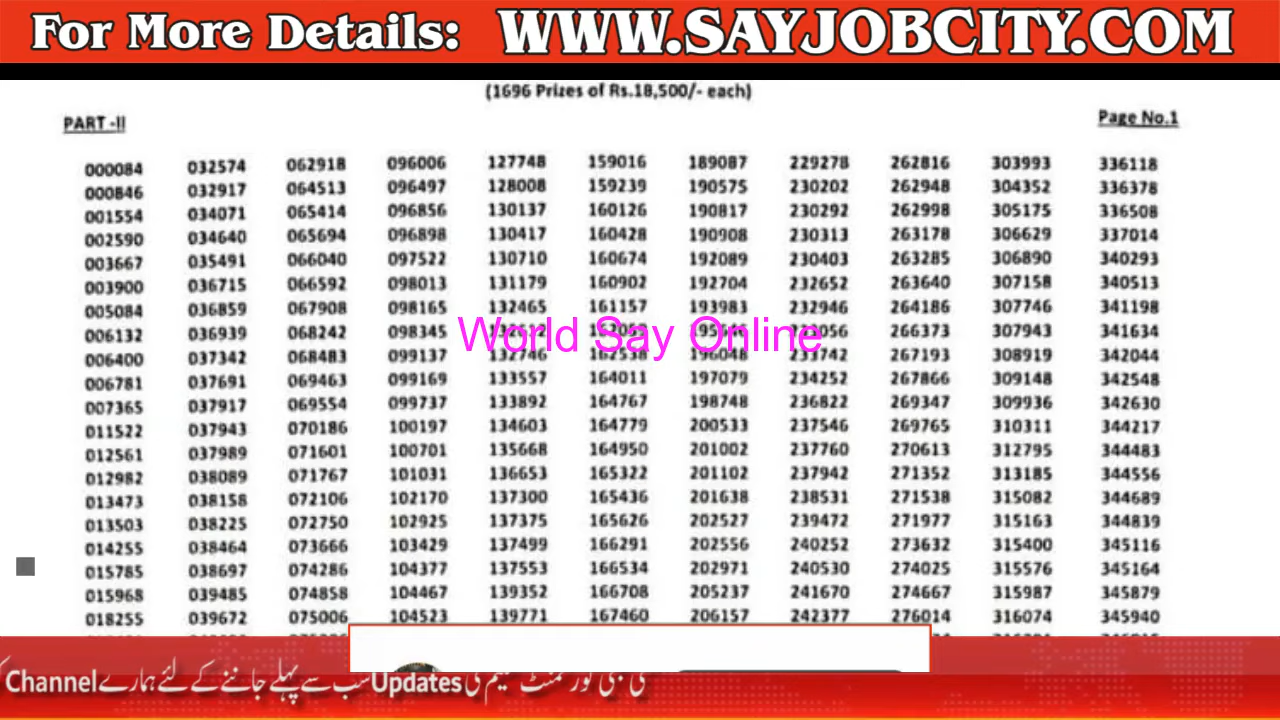 For More Details: WWW.SAYJOBCITY.COM
(1696 Prizes of Rs.18,500/- each)
PART -II
Page No.1
000084 032574 062918 096006 127748 159016 189087 229278 262816 303993 336118
000846 032917 064513 096497 128008 159239 190575 230202 262948 304352 336378
001554 034071 065414 096856 130137 160126 190817 230292 262998 305175 336508
002590 034640 065694 096898 130417 160428 190908 230313 263178 306629 337014
003667 035491 066040 097522 130710 160674 192089 230403 263285 306890 340293
003900 036715 066592 098013 131179 160902 192704 232652 263640 307158 340513
005084 036859 067908 098165 132465 161157 193983 232946 264186 307746 341198
006132 036939 068242 098345 266373 307943 341634
World Say Online
006400 037342 068483 099137 132746 162538 196048 233742 267193 308919 342044
006781 037691 069463 099169 133557 164011 197079 234252 267866 309148 342548
007365 037917 069554 099737 133892 164767 198748 236822 269347 309936 342630
011522 037943 070186 100197 134603 164779 200533 237546 269765 310311 344217
012561 037989 071601 100701 135668 164950 201002 237760 270613 312795 344483
012982 038089 071767 101031 136653 165322 201102 237942 271352 313185 344556
013473 038158 072106 102170 137300 165436 201638 238531 271538 315082 344689
013503 038225 072750 102925 137375 165626 202527 239472 271977 315163 344839
014255 038464 073666 103429 137499 166291 202556 240252 273632 315400 345116
015785 038697 074286 104377 137553 166534 202971 240530 274025 315576 345164
015968 039485 074858 104467 139352 166708 205237 241670 274667 315987 345879
018255 039672 075006 104523 139771 167460 206157 242377 276014 316074 345940
کی Updates سب سے پہلے جاننے کے لئے ہمارے Channel